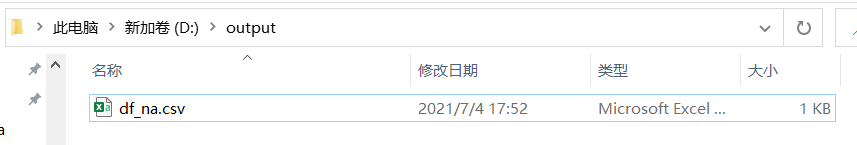 此电脑 > 新加卷 (D:) > output
名称 修改日期 类型 大小
df_na.csv 2021/7/4 17:52 Microsoft Excel ... 1 KB
a